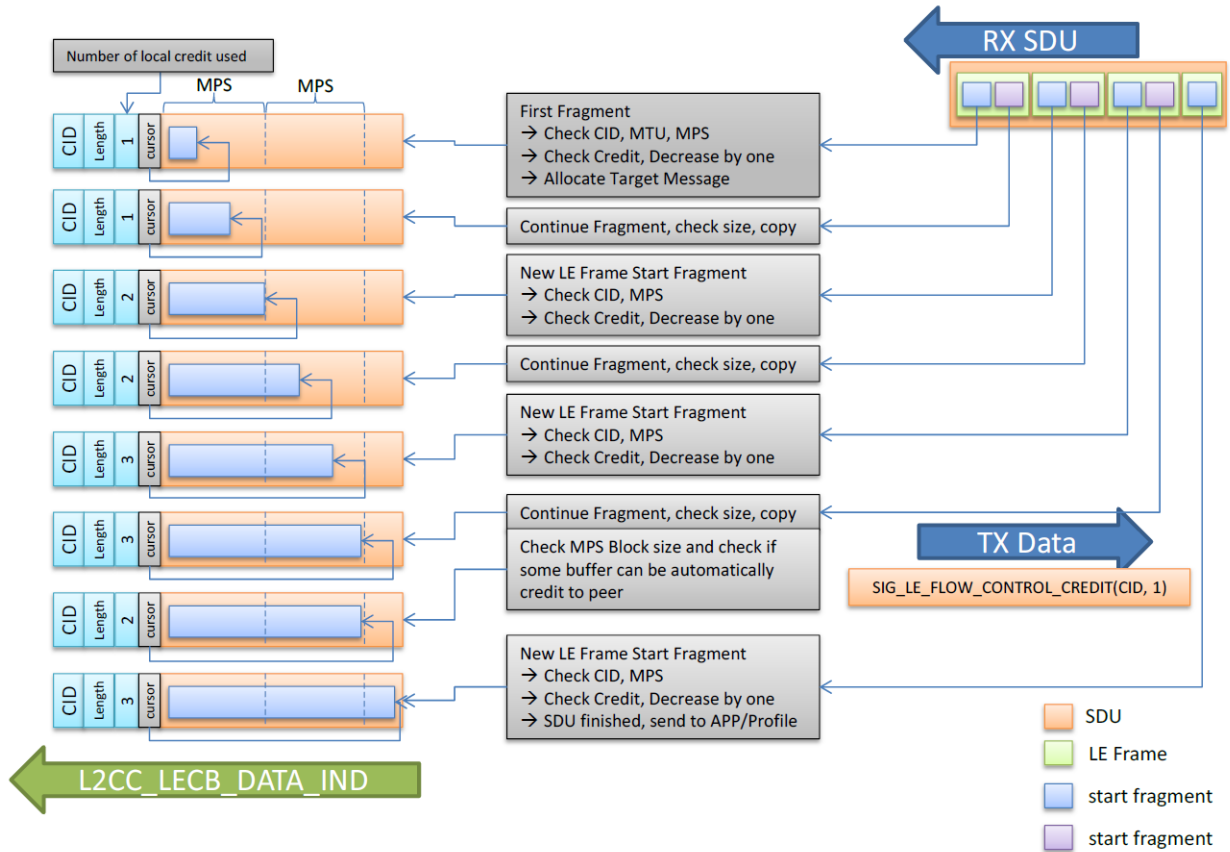 RX SDU
Number of local credit used
MPS
MPS
CID
Length
1
cursor
First Fragment
→ Check CID, MTU, MPS
→ Check Credit, Decrease by one
→ Allocate Target Message
CID
Length
1
cursor
Continue Fragment, check size, copy
CID
Length
2
cursor
New LE Frame Start Fragment
→ Check CID, MPS
→ Check Credit, Decrease by one
CID
Length
2
cursor
Continue Fragment, check size, copy
CID
Length
3
cursor
New LE Frame Start Fragment
→ Check CID, MPS
→ Check Credit, Decrease by one
CID
Length
3
cursor
Continue Fragment, check size, copy
Check MPS Block size and check if
some buffer can be automatically
credit to peer
TX Data
SIG_LE_FLOW_CONTROL_CREDIT(CID, 1)
CID
Length
2
cursor
CID
Length
3
cursor
New LE Frame Start Fragment
→ Check CID, MPS
→ Check Credit, Decrease by one
→ SDU finished, send to APP/Profile
L2CC_LECB_DATA_IND
SDU
LE Frame
start fragment
start fragment